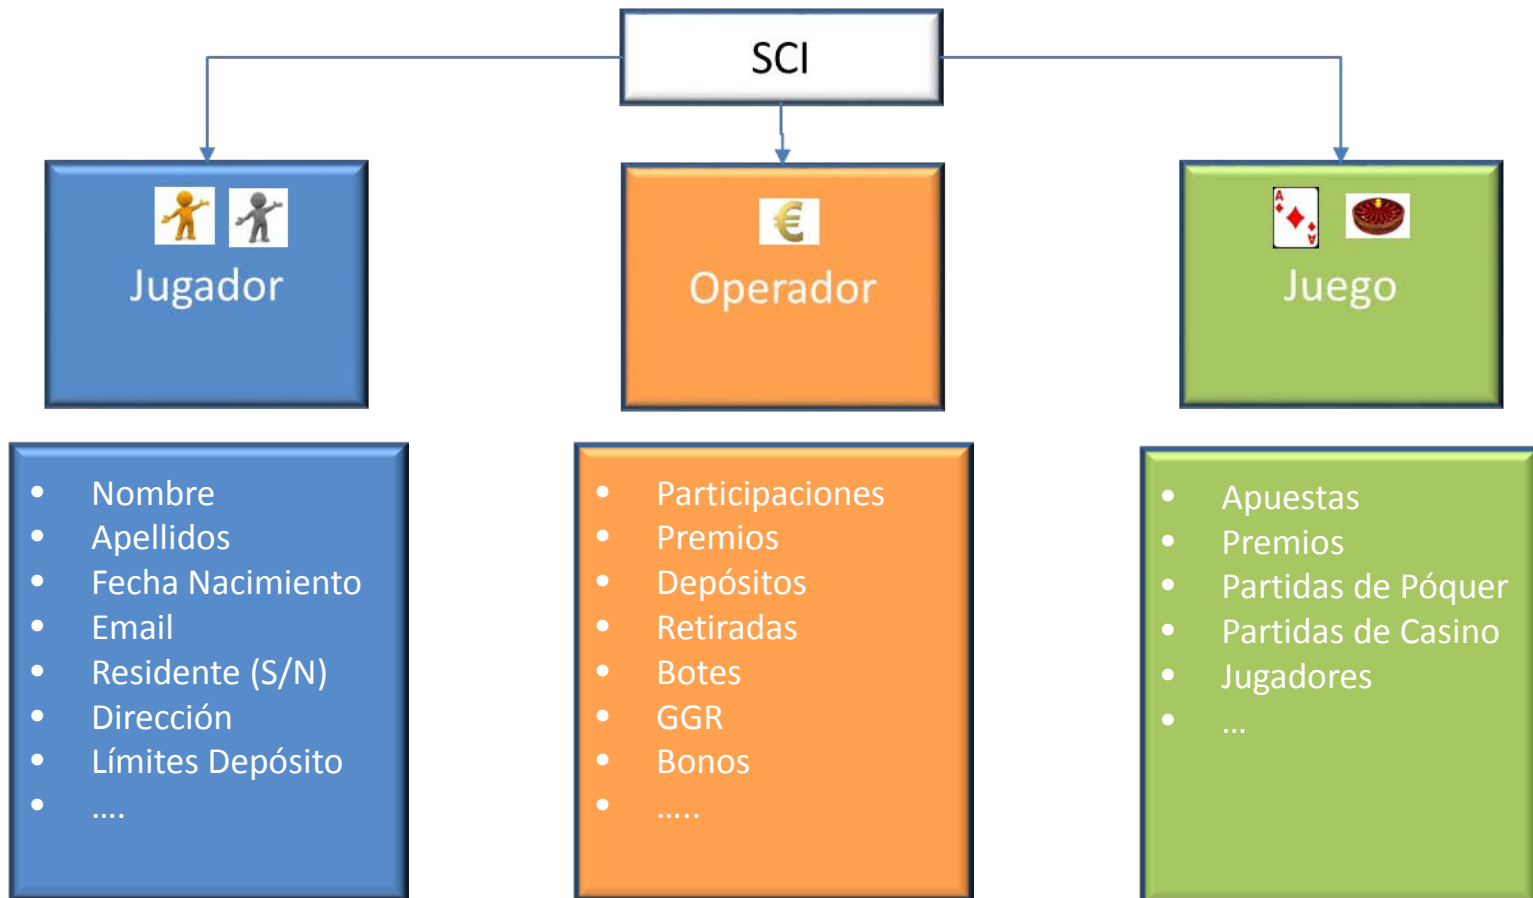 SCI
Jugador
€
Operador
A
A
Juego
• Nombre
• Apellidos
• Fecha Nacimiento
• Email
• Residente (S/N)
• Dirección
• Límites Depósito
• ....
• Participaciones
• Premios
• Depósitos
• Retiradas
• Botes
• GGR
• Bonos
• .....
• Apuestas
• Premios
• Partidas de Póquer
• Partidas de Casino
• Jugadores
• ...